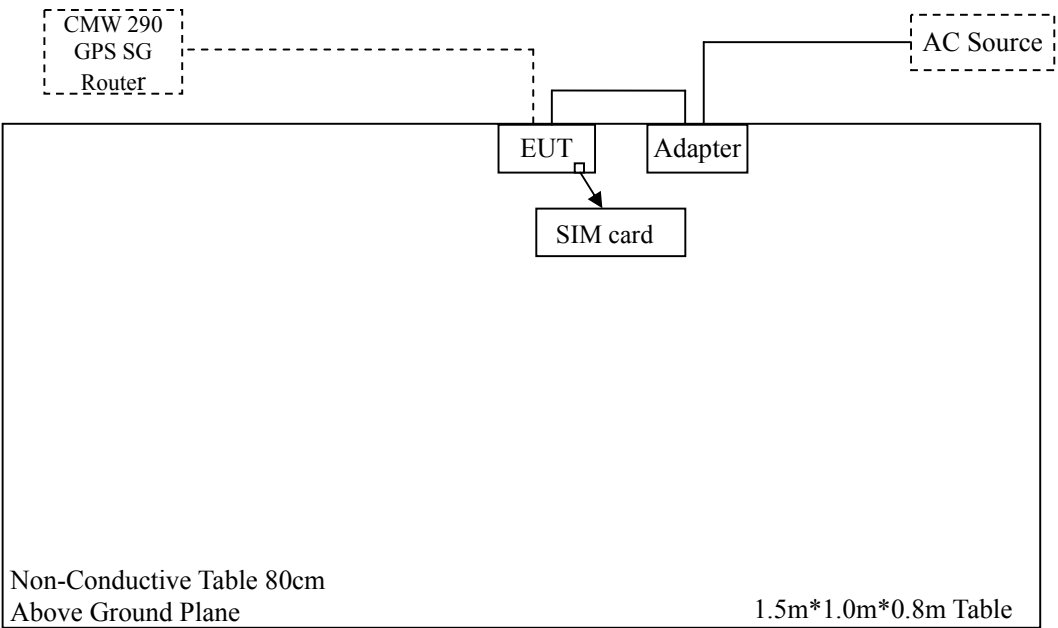 CMW 290
GPS SG
Router
AC Source
EUT
Adapter
SIM card
Non-Conductive Table 80cm
Above Ground Plane
1.5m*1.0m*0.8m Table